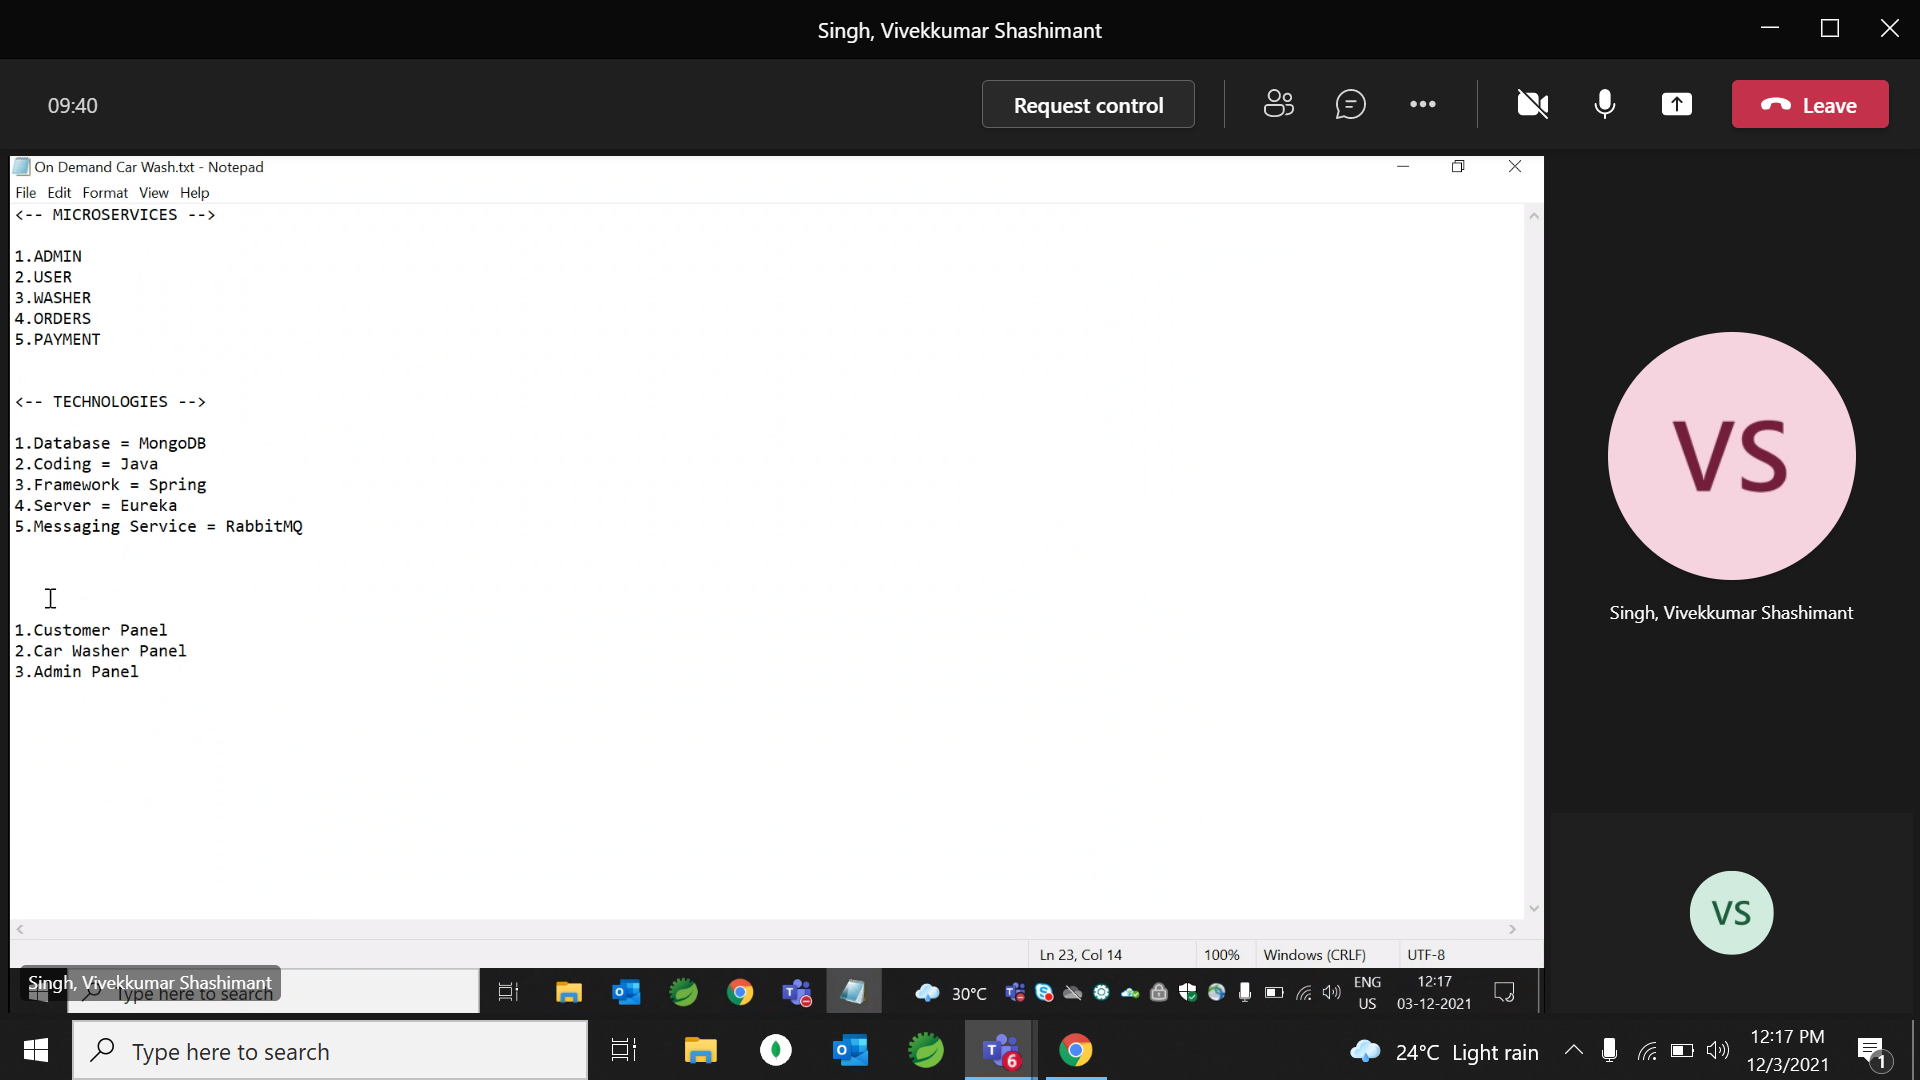 Singh, Vivekkumar Shashimant
09:40
Request control
Leave
On Demand Car Wash.txt - Notepad
File Edit Format View Help
<-- MICROSERVICES -->
1.ADMIN
2.USER
3.WASHER
4.ORDERS
5.PAYMENT
<-- TECHNOLOGIES -->
1.Database = MongoDB
2.Coding = Java
3.Framework = Spring
4.Server = Eureka
5.Messaging Service = RabbitMQ
1.Customer Panel
2.Car Washer Panel
3.Admin Panel
VS
Singh, Vivekkumar Shashimant
VS
Ln 23, Col 14
100%
Windows (CRLF)
UTF-8
Singh, Vivekkumar Shashimant
Type here to search
30°C
ENG
US
12:17
03-12-2021
Type here to search
6
24°C Light rain
12:17 PM
12/3/2021
1